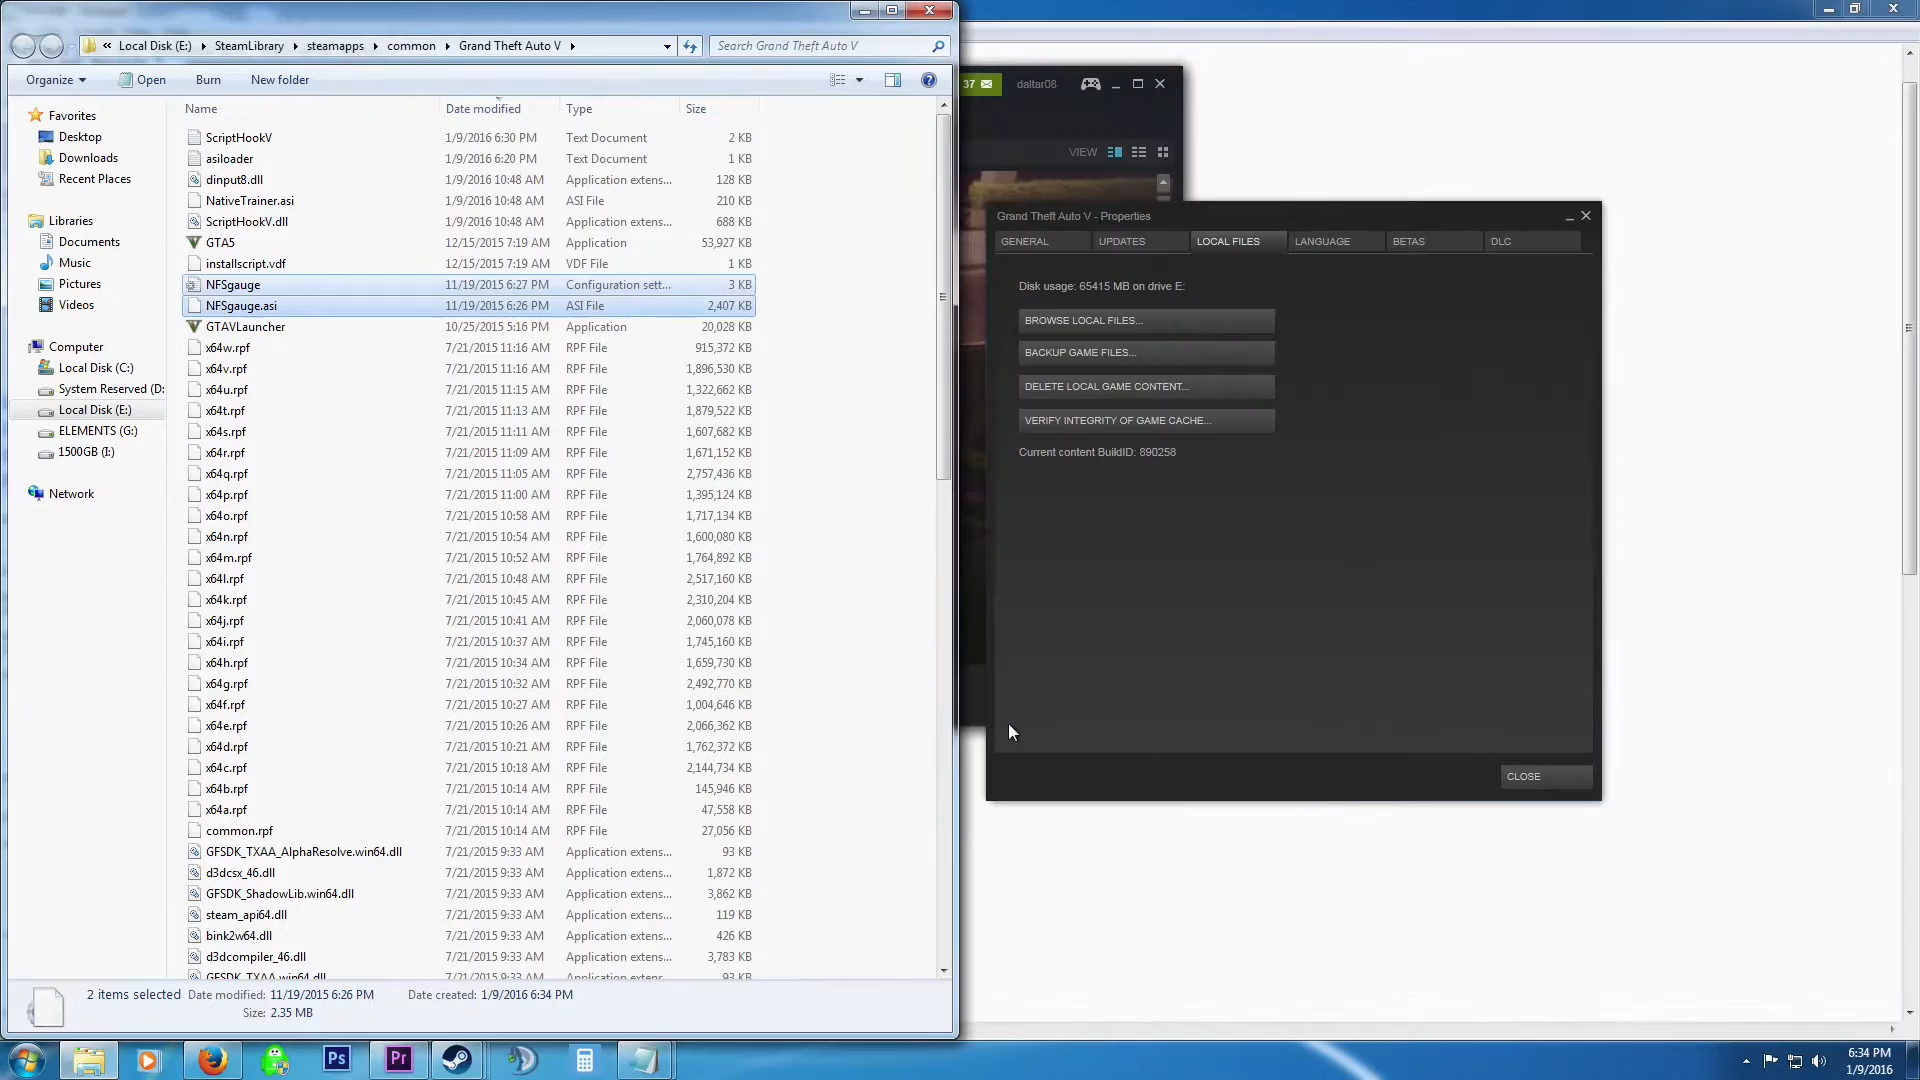 « Local Disk (E:) SteamLibrary steamapps common Grand Theft Auto V
Search Grand Theft Auto V
Organize Open Burn New folder
Name Date modified Type Size
Favorites
Desktop
Downloads
Recent Places
Libraries
Documents
Music
Pictures
Videos
Computer
Local Disk (C:)
System Reserved (D:
Local Disk (E:)
ELEMENTS (G:)
1500GB (I:)
Network
ScriptHookV 1/9/2016 6:30 PM Text Document 2 KB
asiloader 1/9/2016 6:20 PM Text Document 1 KB
dinput8.dll 1/9/2016 10:48 AM Application extens... 128 KB
NativeTrainer.asi 1/9/2016 10:48 AM ASI File 210 KB
ScriptHookV.dll 1/9/2016 10:48 AM Application extens... 688 KB
GTA5 12/15/2015 7:19 AM Application 53,927 KB
installscript.vdf 12/15/2015 7:19 AM VDF File 1 KB
NFSgauge 11/19/2015 6:27 PM Configuration sett... 3 KB
NFSgauge.asi 11/19/2015 6:26 PM ASI File 2,407 KB
GTAVLauncher 10/25/2015 5:16 PM Application 20,028 KB
x64w.rpf 7/21/2015 11:16 AM RPF File 915,372 KB
x64v.rpf 7/21/2015 11:16 AM RPF File 1,896,530 KB
x64u.rpf 7/21/2015 11:15 AM RPF File 1,322,662 KB
x64t.rpf 7/21/2015 11:13 AM RPF File 1,879,522 KB
x64s.rpf 7/21/2015 11:11 AM RPF File 1,607,682 KB
x64r.rpf 7/21/2015 11:09 AM RPF File 1,671,152 KB
x64q.rpf 7/21/2015 11:05 AM RPF File 2,757,436 KB
x64p.rpf 7/21/2015 11:00 AM RPF File 1,395,124 KB
x64o.rpf 7/21/2015 10:58 AM RPF File 1,717,134 KB
x64n.rpf 7/21/2015 10:54 AM RPF File 1,600,080 KB
x64m.rpf 7/21/2015 10:52 AM RPF File 1,764,892 KB
x64l.rpf 7/21/2015 10:48 AM RPF File 2,517,160 KB
x64k.rpf 7/21/2015 10:45 AM RPF File 2,310,204 KB
x64j.rpf 7/21/2015 10:41 AM RPF File 2,060,078 KB
x64i.rpf 7/21/2015 10:37 AM RPF File 1,745,160 KB
x64h.rpf 7/21/2015 10:34 AM RPF File 1,659,730 KB
x64g.rpf 7/21/2015 10:32 AM RPF File 2,492,770 KB
x64f.rpf 7/21/2015 10:27 AM RPF File 1,004,646 KB
x64e.rpf 7/21/2015 10:26 AM RPF File 2,066,362 KB
x64d.rpf 7/21/2015 10:21 AM RPF File 1,762,372 KB
x64c.rpf 7/21/2015 10:18 AM RPF File 2,144,734 KB
x64b.rpf 7/21/2015 10:14 AM RPF File 145,946 KB
x64a.rpf 7/21/2015 10:14 AM RPF File 47,558 KB
common.rpf 7/21/2015 10:14 AM RPF File 27,056 KB
GFSDK_TXAA_AlphaResolve.win64.dll 7/21/2015 9:33 AM Application extens... 93 KB
d3dcsx_46.dll 7/21/2015 9:33 AM Application extens... 1,872 KB
GFSDK_ShadowLib.win64.dll 7/21/2015 9:33 AM Application extens... 3,862 KB
steam_api64.dll 7/21/2015 9:33 AM Application extens... 119 KB
bink2w64.dll 7/21/2015 9:33 AM Application extens... 426 KB
d3dcompiler_46.dll 7/21/2015 9:33 AM Application extens... 3,783 KB
GFSDK_TXAA.win64.dll 7/21/2015 9:33 AM Application extens... 93 KB
2 items selected Date modified: 11/19/2015 6:26 PM Date created: 1/9/2016 6:34 PM
Size: 2.35 MB
37 daltar08
VIEW
Grand Theft Auto V - Properties
GENERAL UPDATES LOCAL FILES LANGUAGE BETAS DLC
Disk usage: 65415 MB on drive E:
BROWSE LOCAL FILES...
BACKUP GAME FILES...
DELETE LOCAL GAME CONTENT...
VERIFY INTEGRITY OF GAME CACHE...
Current content BuildID: 890258
CLOSE
Ps
Pr
6:34 PM
1/9/2016